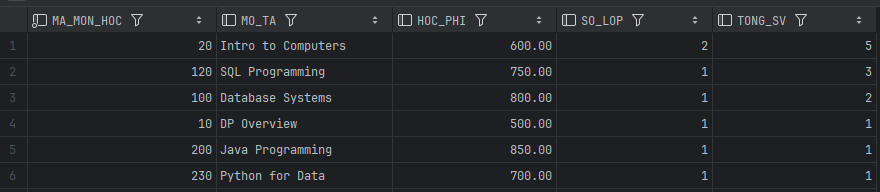 MA_MON_HOC MO_TA HOC_PHI SO_LOP TONG_SV
1 20 Intro to Computers 600.00 2 5
2 120 SQL Programming 750.00 1 3
3 100 Database Systems 800.00 1 2
4 10 DP Overview 500.00 1 1
5 200 Java Programming 850.00 1 1
6 230 Python for Data 700.00 1 1